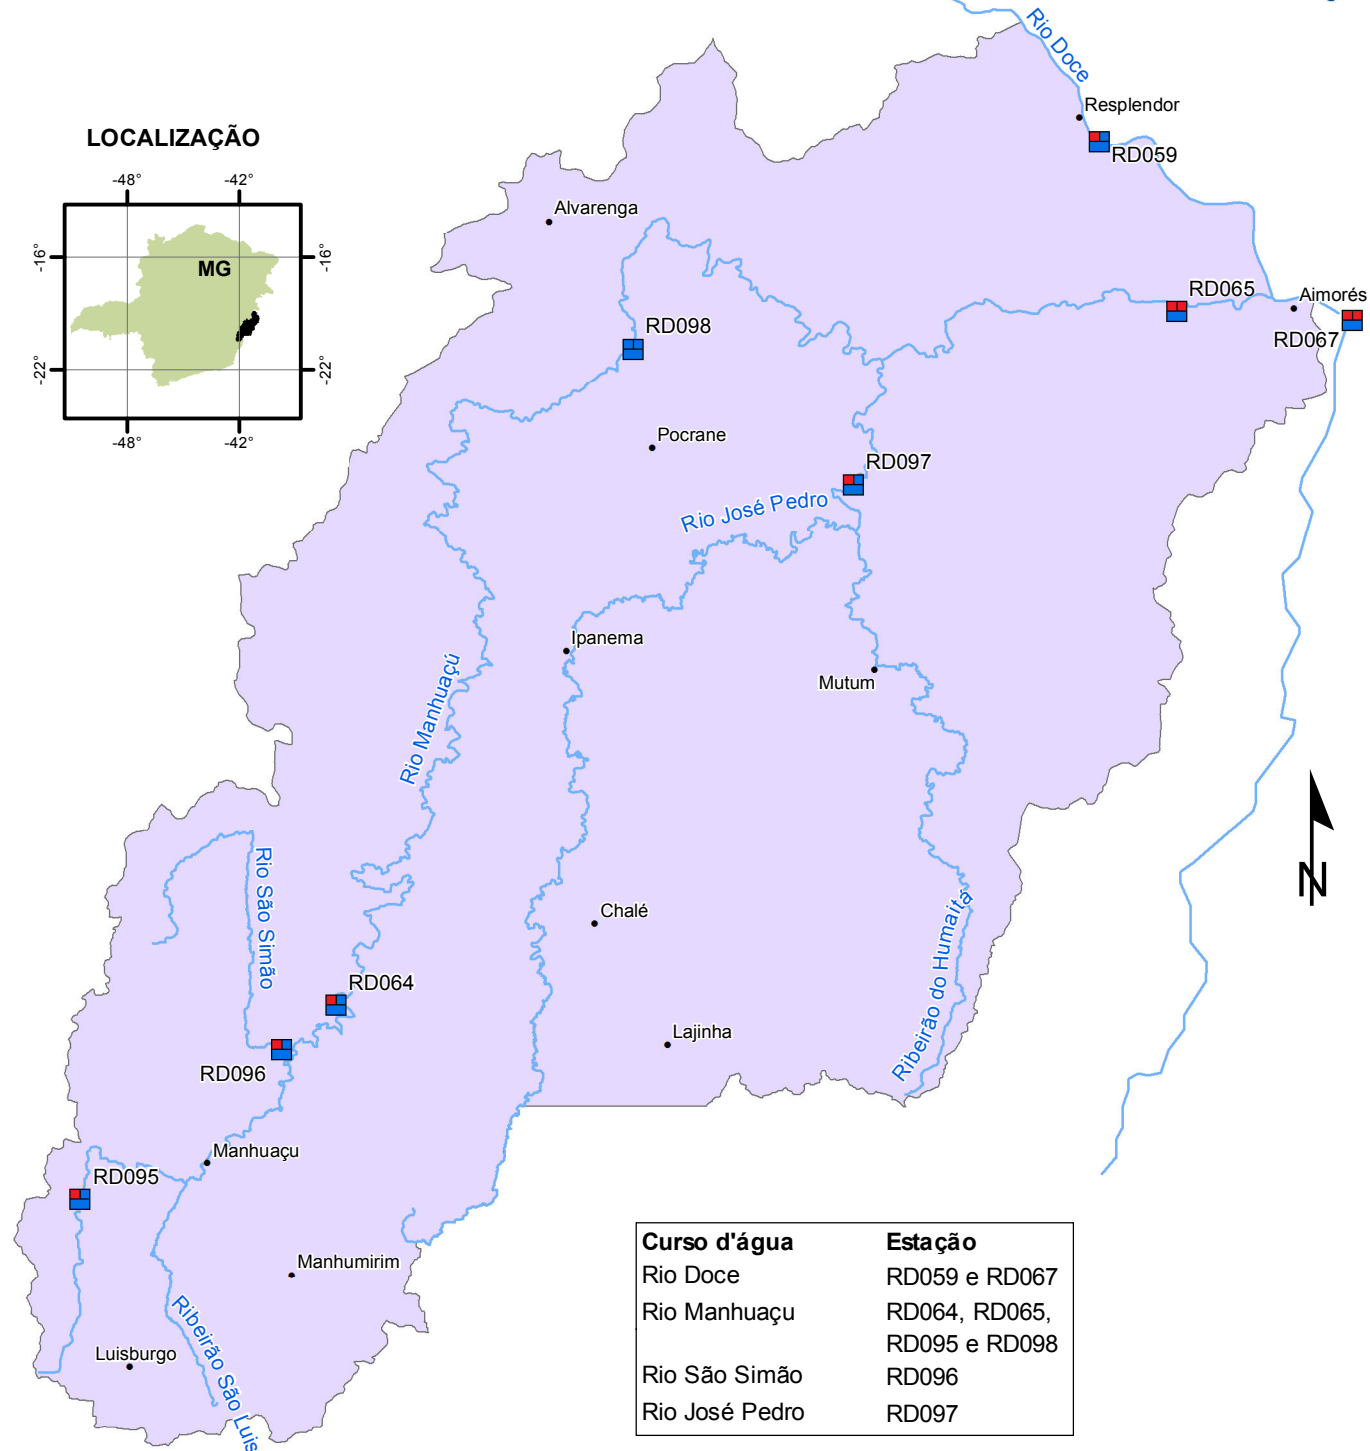 Rio Doce
Resplendor
RD059
LOCALIZAÇÃO
-48°
-42°
-16°
-16°
MG
-22°
-22°
-48°
-42°
Alvarenga
RD098
RD065
Aimorés
RD067
Pocrane
RD097
Rio José Pedro
Ipanema
Mutum
Rio Manhuaçú
Rio São Simão
Chalé
Ribeirão do Humaitá
RD064
Lajinha
RD096
N
Manhuaçu
RD095
Manhumirim
Ribeirão São Luis
Luisburgo
Curso d'água Estação
Rio Doce RD059 e RD067
Rio Manhuaçu RD064, RD065,
RD095 e RD098
Rio São Simão RD096
Rio José Pedro RD097